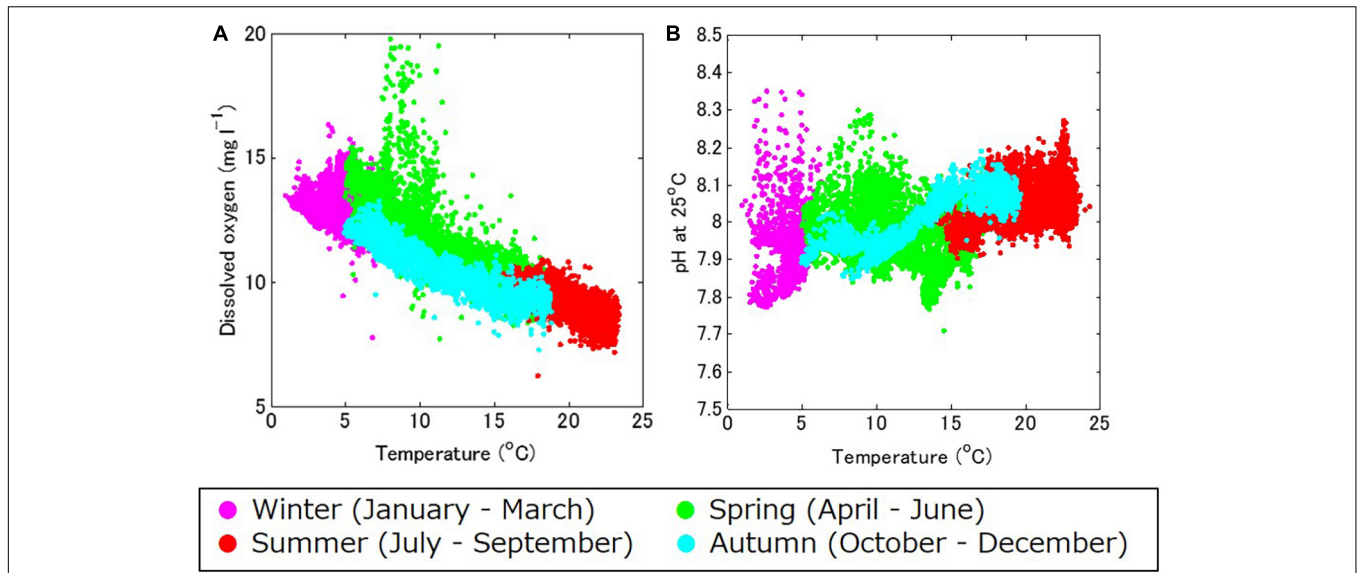 A
20
15
10
5
Dissolved oxygen (mg l⁻¹)
0 5 10 15 20 25
Temperature (°C)
B
8.5
8.4
8.3
8.2
8.1
8
7.9
7.8
7.7
7.6
7.5
pH at 25°C
0 5 10 15 20 25
Temperature (°C)
Winter (January - March)
Spring (April - June)
Summer (July - September)
Autumn (October - December)